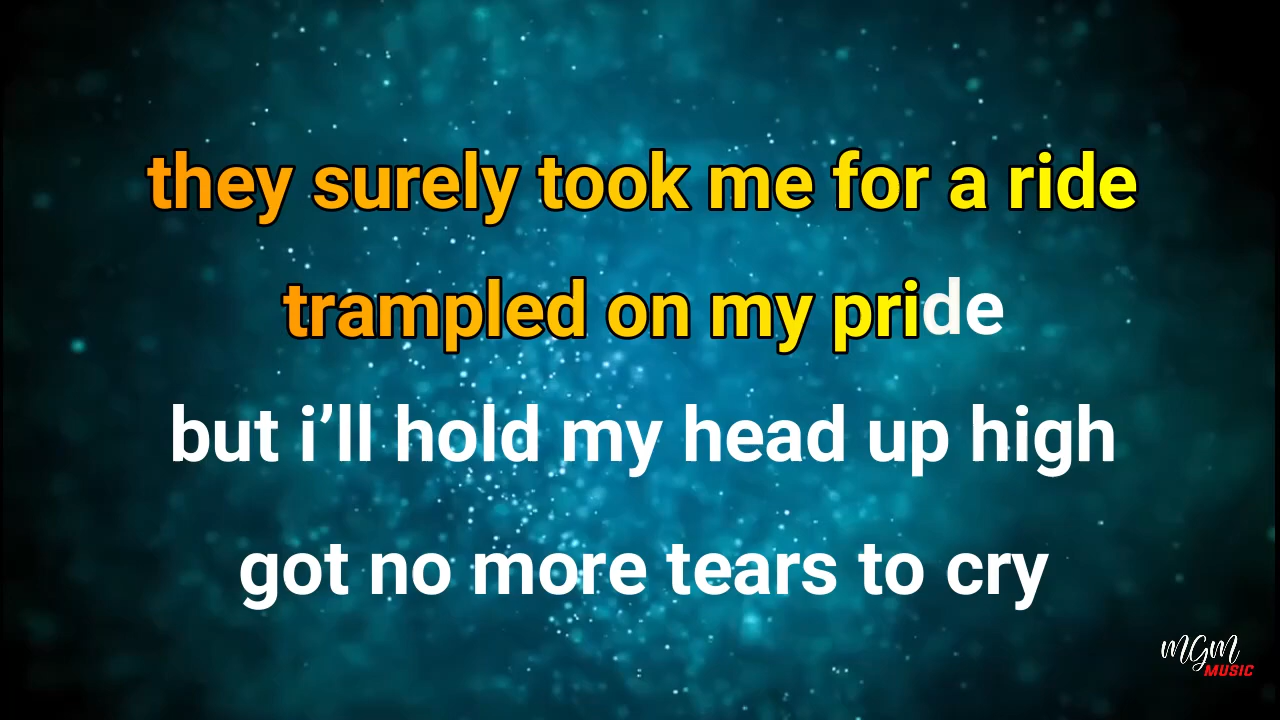 they surely took me for a ride
trampled on my pride
but i’ll hold my head up high
got no more tears to cry
MGM
MUSIC